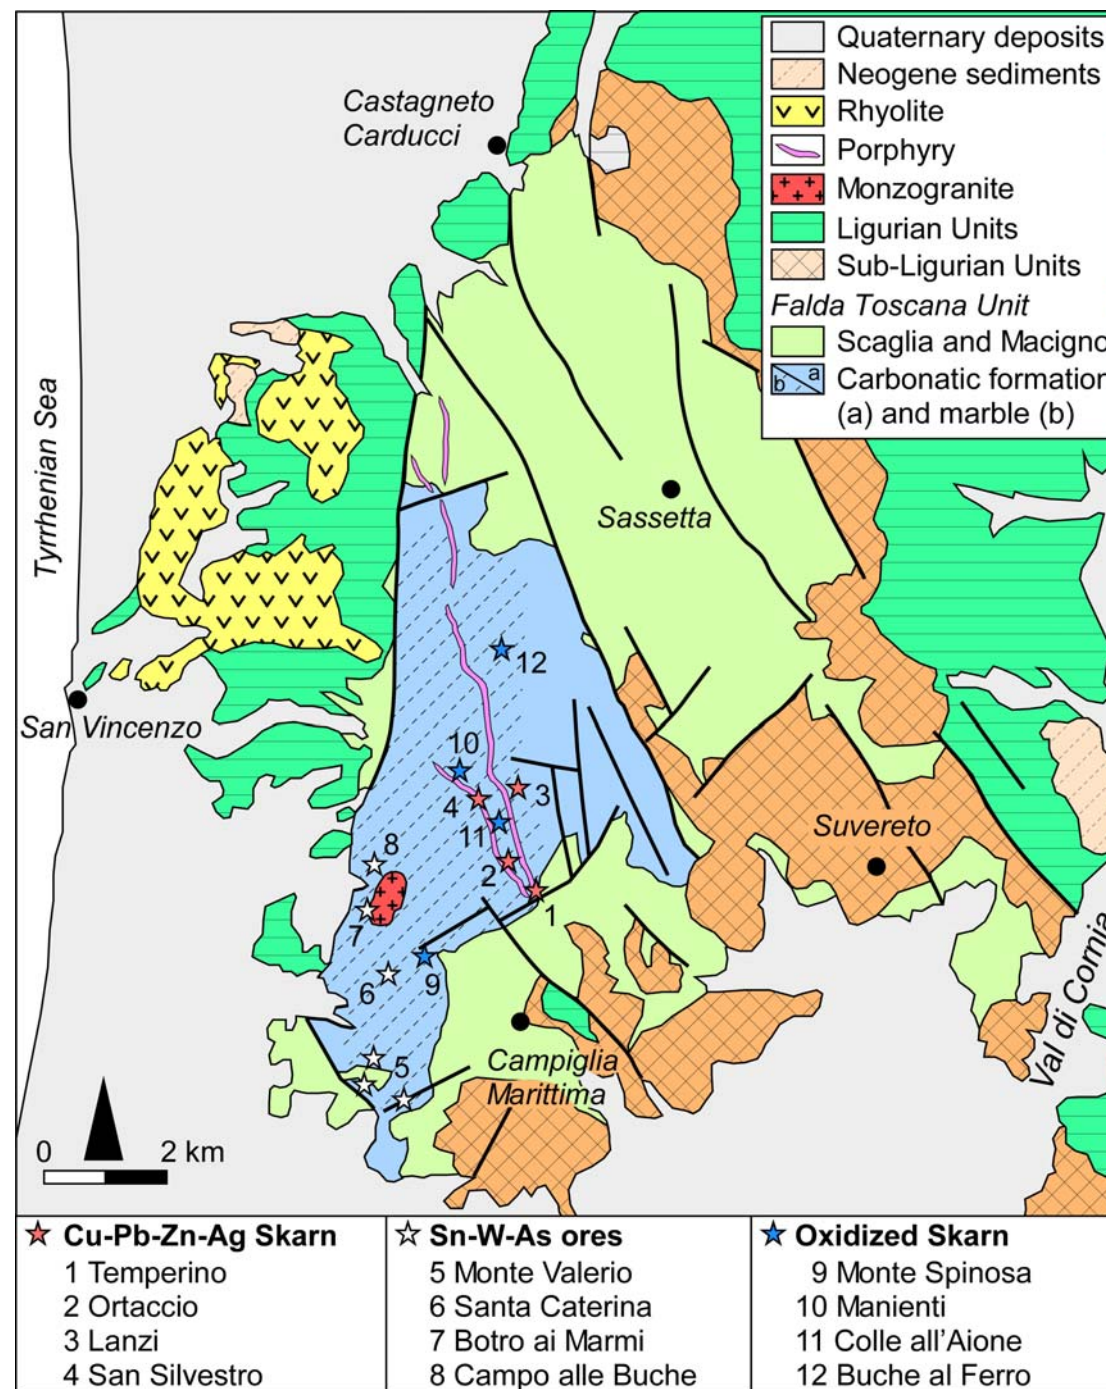 Castagneto
Carducci
Tyrrhenian Sea
Sassetta
San Vincenzo
Suvereto
Campiglia
Marittima
Val di Cornia
12
10
4
3
11
8
2
1
7
6
9
5
0 2 km
Quaternary deposits
Neogene sediments
Rhyolite
Porphyry
Monzogranite
Ligurian Units
Sub-Ligurian Units
Falda Toscana Unit
Scaglia and Macigno
b a Carbonatic formation
(a) and marble (b)
Cu-Pb-Zn-Ag Skarn
1 Temperino
2 Ortaccio
3 Lanzi
4 San Silvestro
Sn-W-As ores
5 Monte Valerio
6 Santa Caterina
7 Botro ai Marmi
8 Campo alle Buche
Oxidized Skarn
9 Monte Spinosa
10 Manienti
11 Colle all'Aione
12 Buche al Ferro